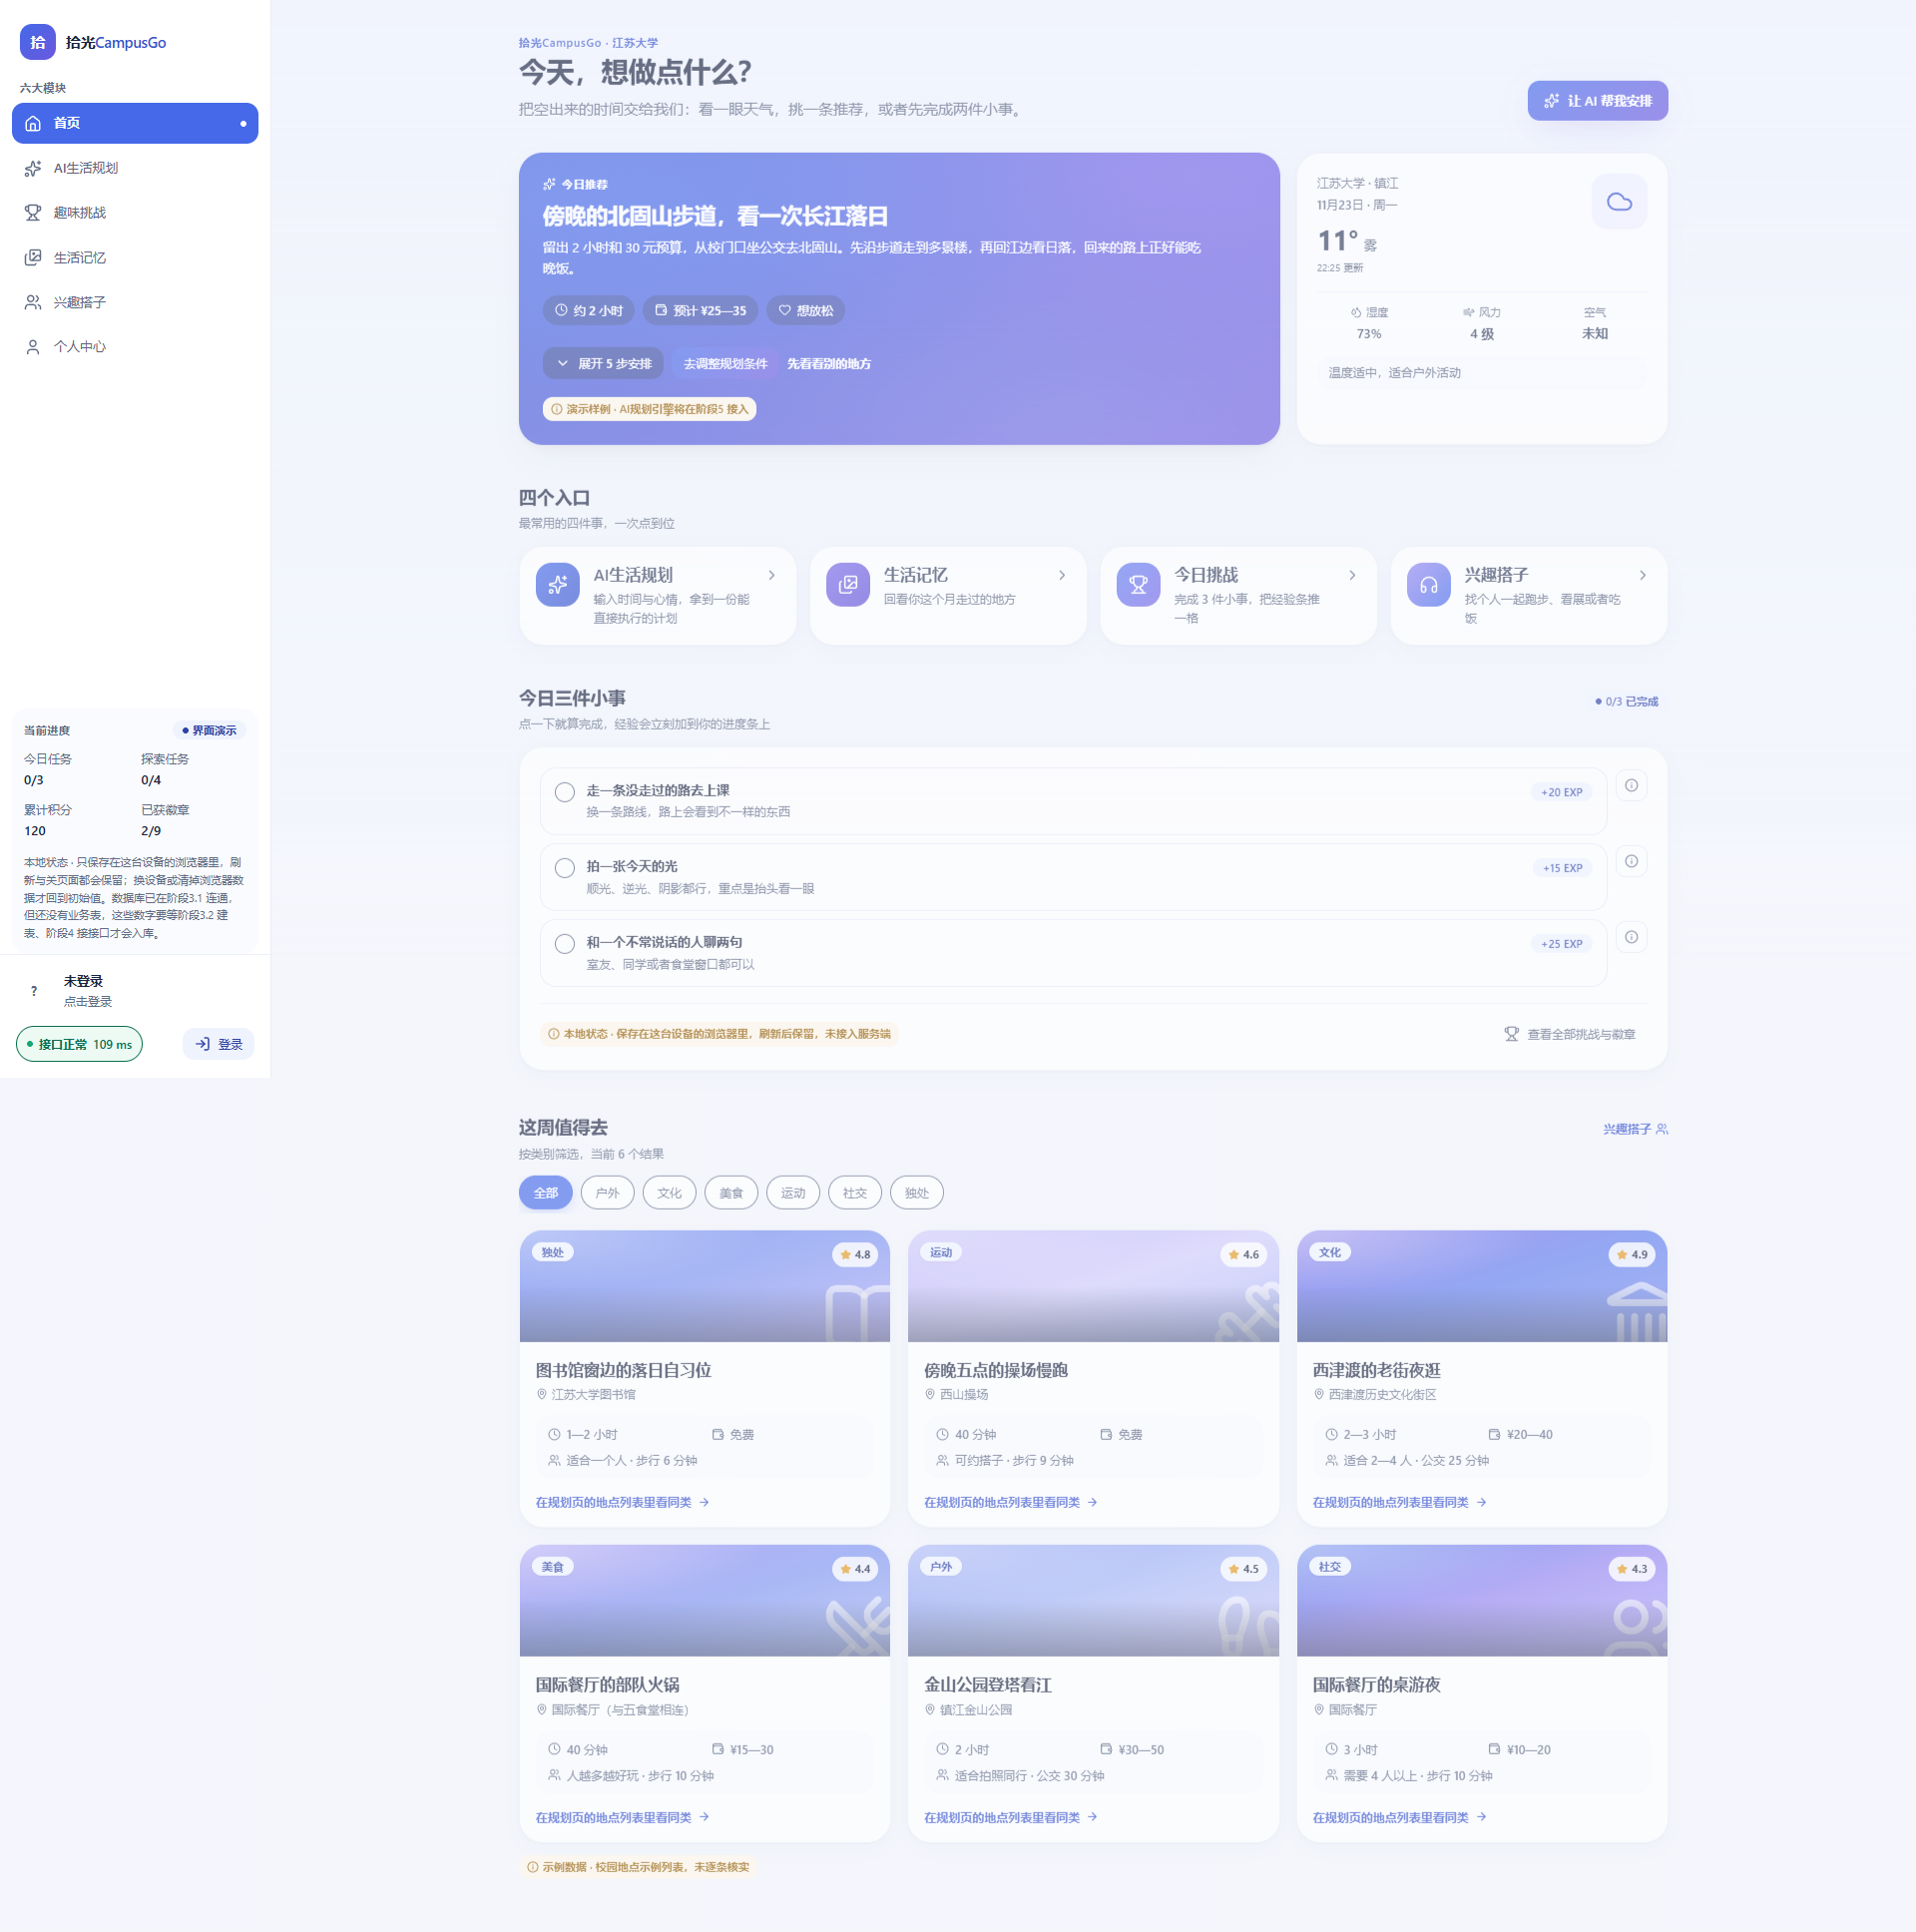 拾 拾光CampusGo
六大模块
首页
AI生活规划
趣味挑战
生活记忆
兴趣搭子
个人中心
当前进度 界面演示
今日任务 探索任务
0/3 0/4
累计积分 已获徽章
120 2/9
本地状态 · 只保存在这台设备的浏览器里，刷
新与关页面都会保留；换设备或清掉浏览器数
据才回到初始值。数据库已在阶段3.1 连通，
但还没有业务表，这些数字要等阶段3.2 建
表、阶段4 接接口才会入库。
? 未登录
点击登录
接口正常 109 ms 登录
拾光CampusGo · 江苏大学
今天，想做点什么？
把空出来的时间交给我们：看一眼天气，挑一条推荐，或者先完成两件小事。
让 AI 帮我安排
今日推荐
傍晚的北固山步道，看一次长江落日
留出 2 小时和 30 元预算，从校门口坐公交去北固山。先沿步道走到多景楼，再回江边看日落，回来的路上正好能吃
晚饭。
约 2 小时 预计 ¥25—35 想放松
展开 5 步安排 去调整规划条件 先看看别的地方
演示样例 · AI规划引擎将在阶段5 接入
江苏大学 · 镇江
11月23日 · 周一
11° 雾
22:25 更新
湿度 风力 空气
73% 4 级 未知
温度适中，适合户外活动
四个入口
最常用的四件事，一次点到位
AI生活规划
输入时间与心情，拿到一份能
直接执行的计划
生活记忆
回看你这个月走过的地方
今日挑战
完成 3 件小事，把经验条推
一格
兴趣搭子
找个人一起跑步、看展或者吃
饭
今日三件小事
点一下就算完成，经验会立刻加到你的进度条上
0/3 已完成
走一条没走过的路去上课
换一条路线，路上会看到不一样的东西
+20 EXP
拍一张今天的光
顺光、逆光、阴影都行，重点是抬头看一眼
+15 EXP
和一个不常说话的人聊两句
室友、同学或者食堂窗口都可以
+25 EXP
本地状态 · 保存在这台设备的浏览器里，刷新后保留，未接入服务端
查看全部挑战与徽章
这周值得去
按类别筛选，当前 6 个结果
兴趣搭子
全部 户外 文化 美食 运动 社交 独处
独处 4.8
图书馆窗边的落日自习位
江苏大学图书馆
1—2 小时 免费
适合一个人 · 步行 6 分钟
在规划页的地点列表里看同类
运动 4.6
傍晚五点的操场慢跑
西山操场
40 分钟 免费
可约搭子 · 步行 9 分钟
在规划页的地点列表里看同类
文化 4.9
西津渡的老街夜逛
西津渡历史文化街区
2—3 小时 ¥20—40
适合 2—4 人 · 公交 25 分钟
在规划页的地点列表里看同类
美食 4.4
国际餐厅的部队火锅
国际餐厅（与五食堂相连）
40 分钟 ¥15—30
人越多越好玩 · 步行 10 分钟
在规划页的地点列表里看同类
户外 4.5
金山公园登塔看江
镇江金山公园
2 小时 ¥30—50
适合拍照同行 · 公交 30 分钟
在规划页的地点列表里看同类
社交 4.3
国际餐厅的桌游夜
国际餐厅
3 小时 ¥10—20
需要 4 人以上 · 步行 10 分钟
在规划页的地点列表里看同类
示例数据 · 校园地点示例列表，未逐条核实